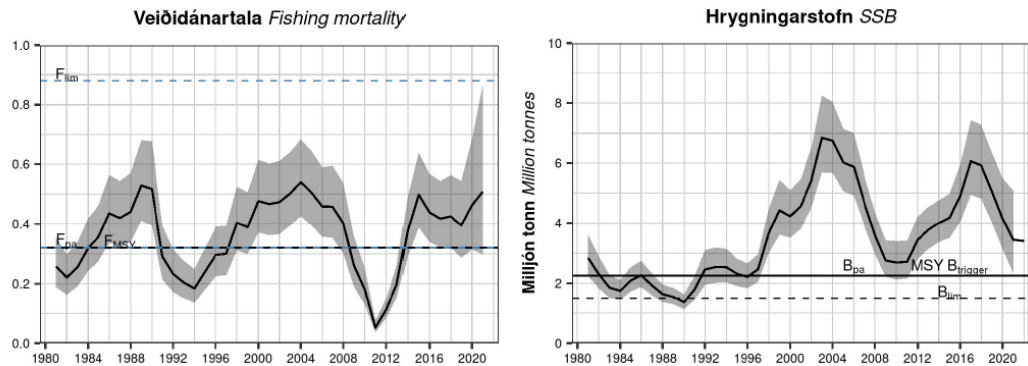 Veiðidánartala Fishing mortality
1.0
0.8
0.6
0.4
0.2
0.0
Flim
Fpa
FMSY
1980 1984 1988 1992 1996 2000 2004 2008 2012 2016 2020
Hrygningarstofn SSB
Milljón tonn Million tonnes
10
8
6
4
2
0
Bpa
MSY Btrigger
Blim
1980 1984 1988 1992 1996 2000 2004 2008 2012 2016 2020